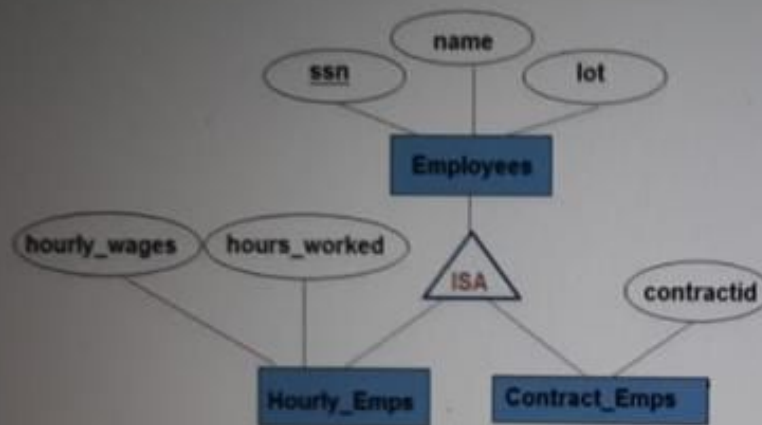 name
ssn
lot
Employees
hourly_wages
hours_worked
ISA
contractid
Hourly_Emps
Contract_Emps